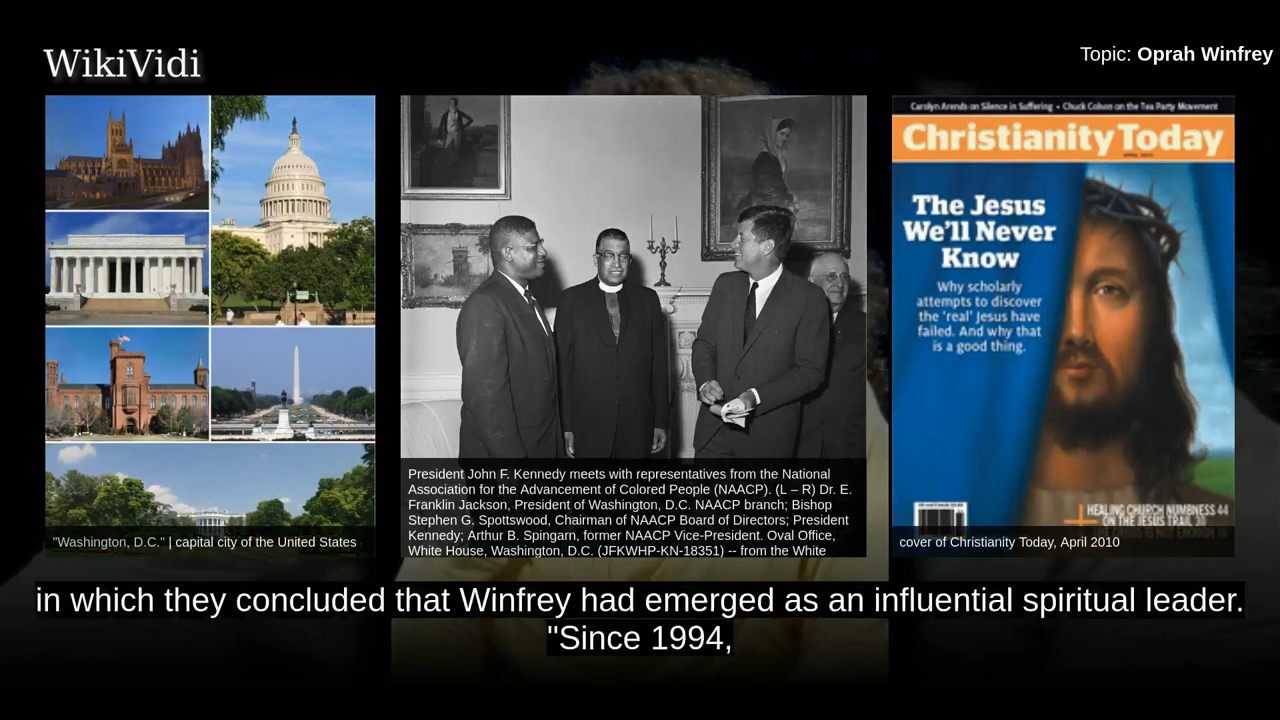 WikiVidi
Topic: Oprah Winfrey
Carolyn Arends on Silence in Suffering • Chuck Colson on the Tea Party Movement
Christianity Today
APRIL 2010
The Jesus
We'll Never
Know
Why scholarly
attempts to discover
the 'real' Jesus have
failed. And why that
is a good thing.
HEALING CHURCH NUMBNESS 44
ON THE JESUS TRAIL 30
"Washington, D.C." | capital city of the United States
President John F. Kennedy meets with representatives from the National
Association for the Advancement of Colored People (NAACP). (L – R) Dr. E.
Franklin Jackson, President of Washington, D.C. NAACP branch; Bishop
Stephen G. Spottswood, Chairman of NAACP Board of Directors; President
Kennedy; Arthur B. Spingarn, former NAACP Vice-President. Oval Office,
White House, Washington, D.C. (JFKWHP-KN-18351) -- from the White
cover of Christianity Today, April 2010
in which they concluded that Winfrey had emerged as an influential spiritual leader.
"Since 1994,